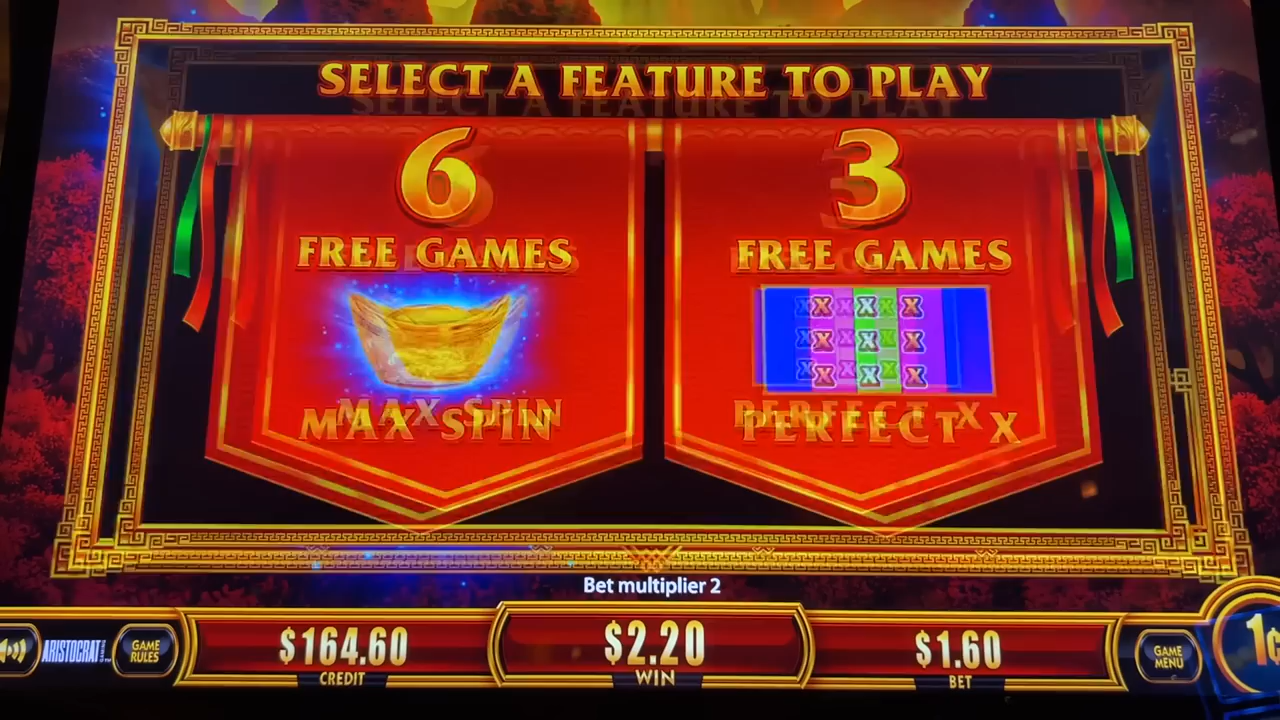 SELECT A FEATURE TO PLAY
6
FREE GAMES
MAX SPIN
3
FREE GAMES
X X X
X X X
X X X
PERFECT X
Bet multiplier 2
ARISTOCRAT
GAME
RULES
$164.60
CREDIT
$2.20
WIN
$1.60
BET
GAME
MENU
1¢